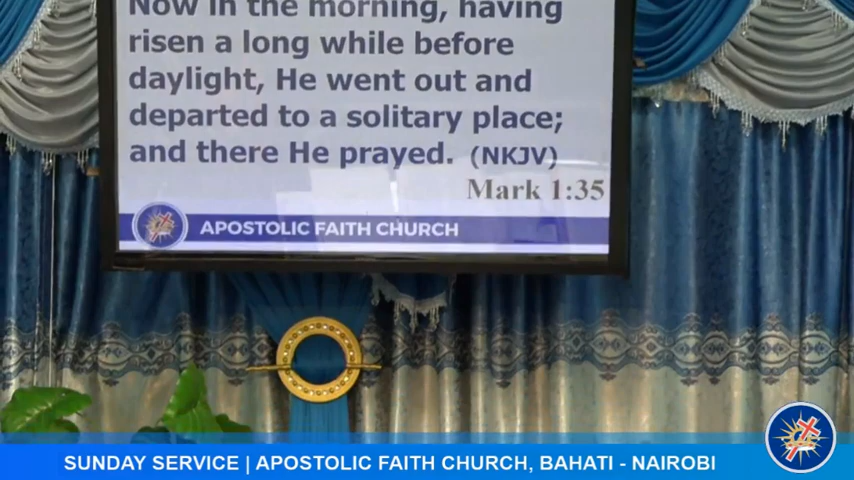 Now in the morning, having
risen a long while before
daylight, He went out and
departed to a solitary place;
and there He prayed. (NKJV)
Mark 1:35
APOSTOLIC FAITH CHURCH
SUNDAY SERVICE | APOSTOLIC FAITH CHURCH, BAHATI - NAIROBI